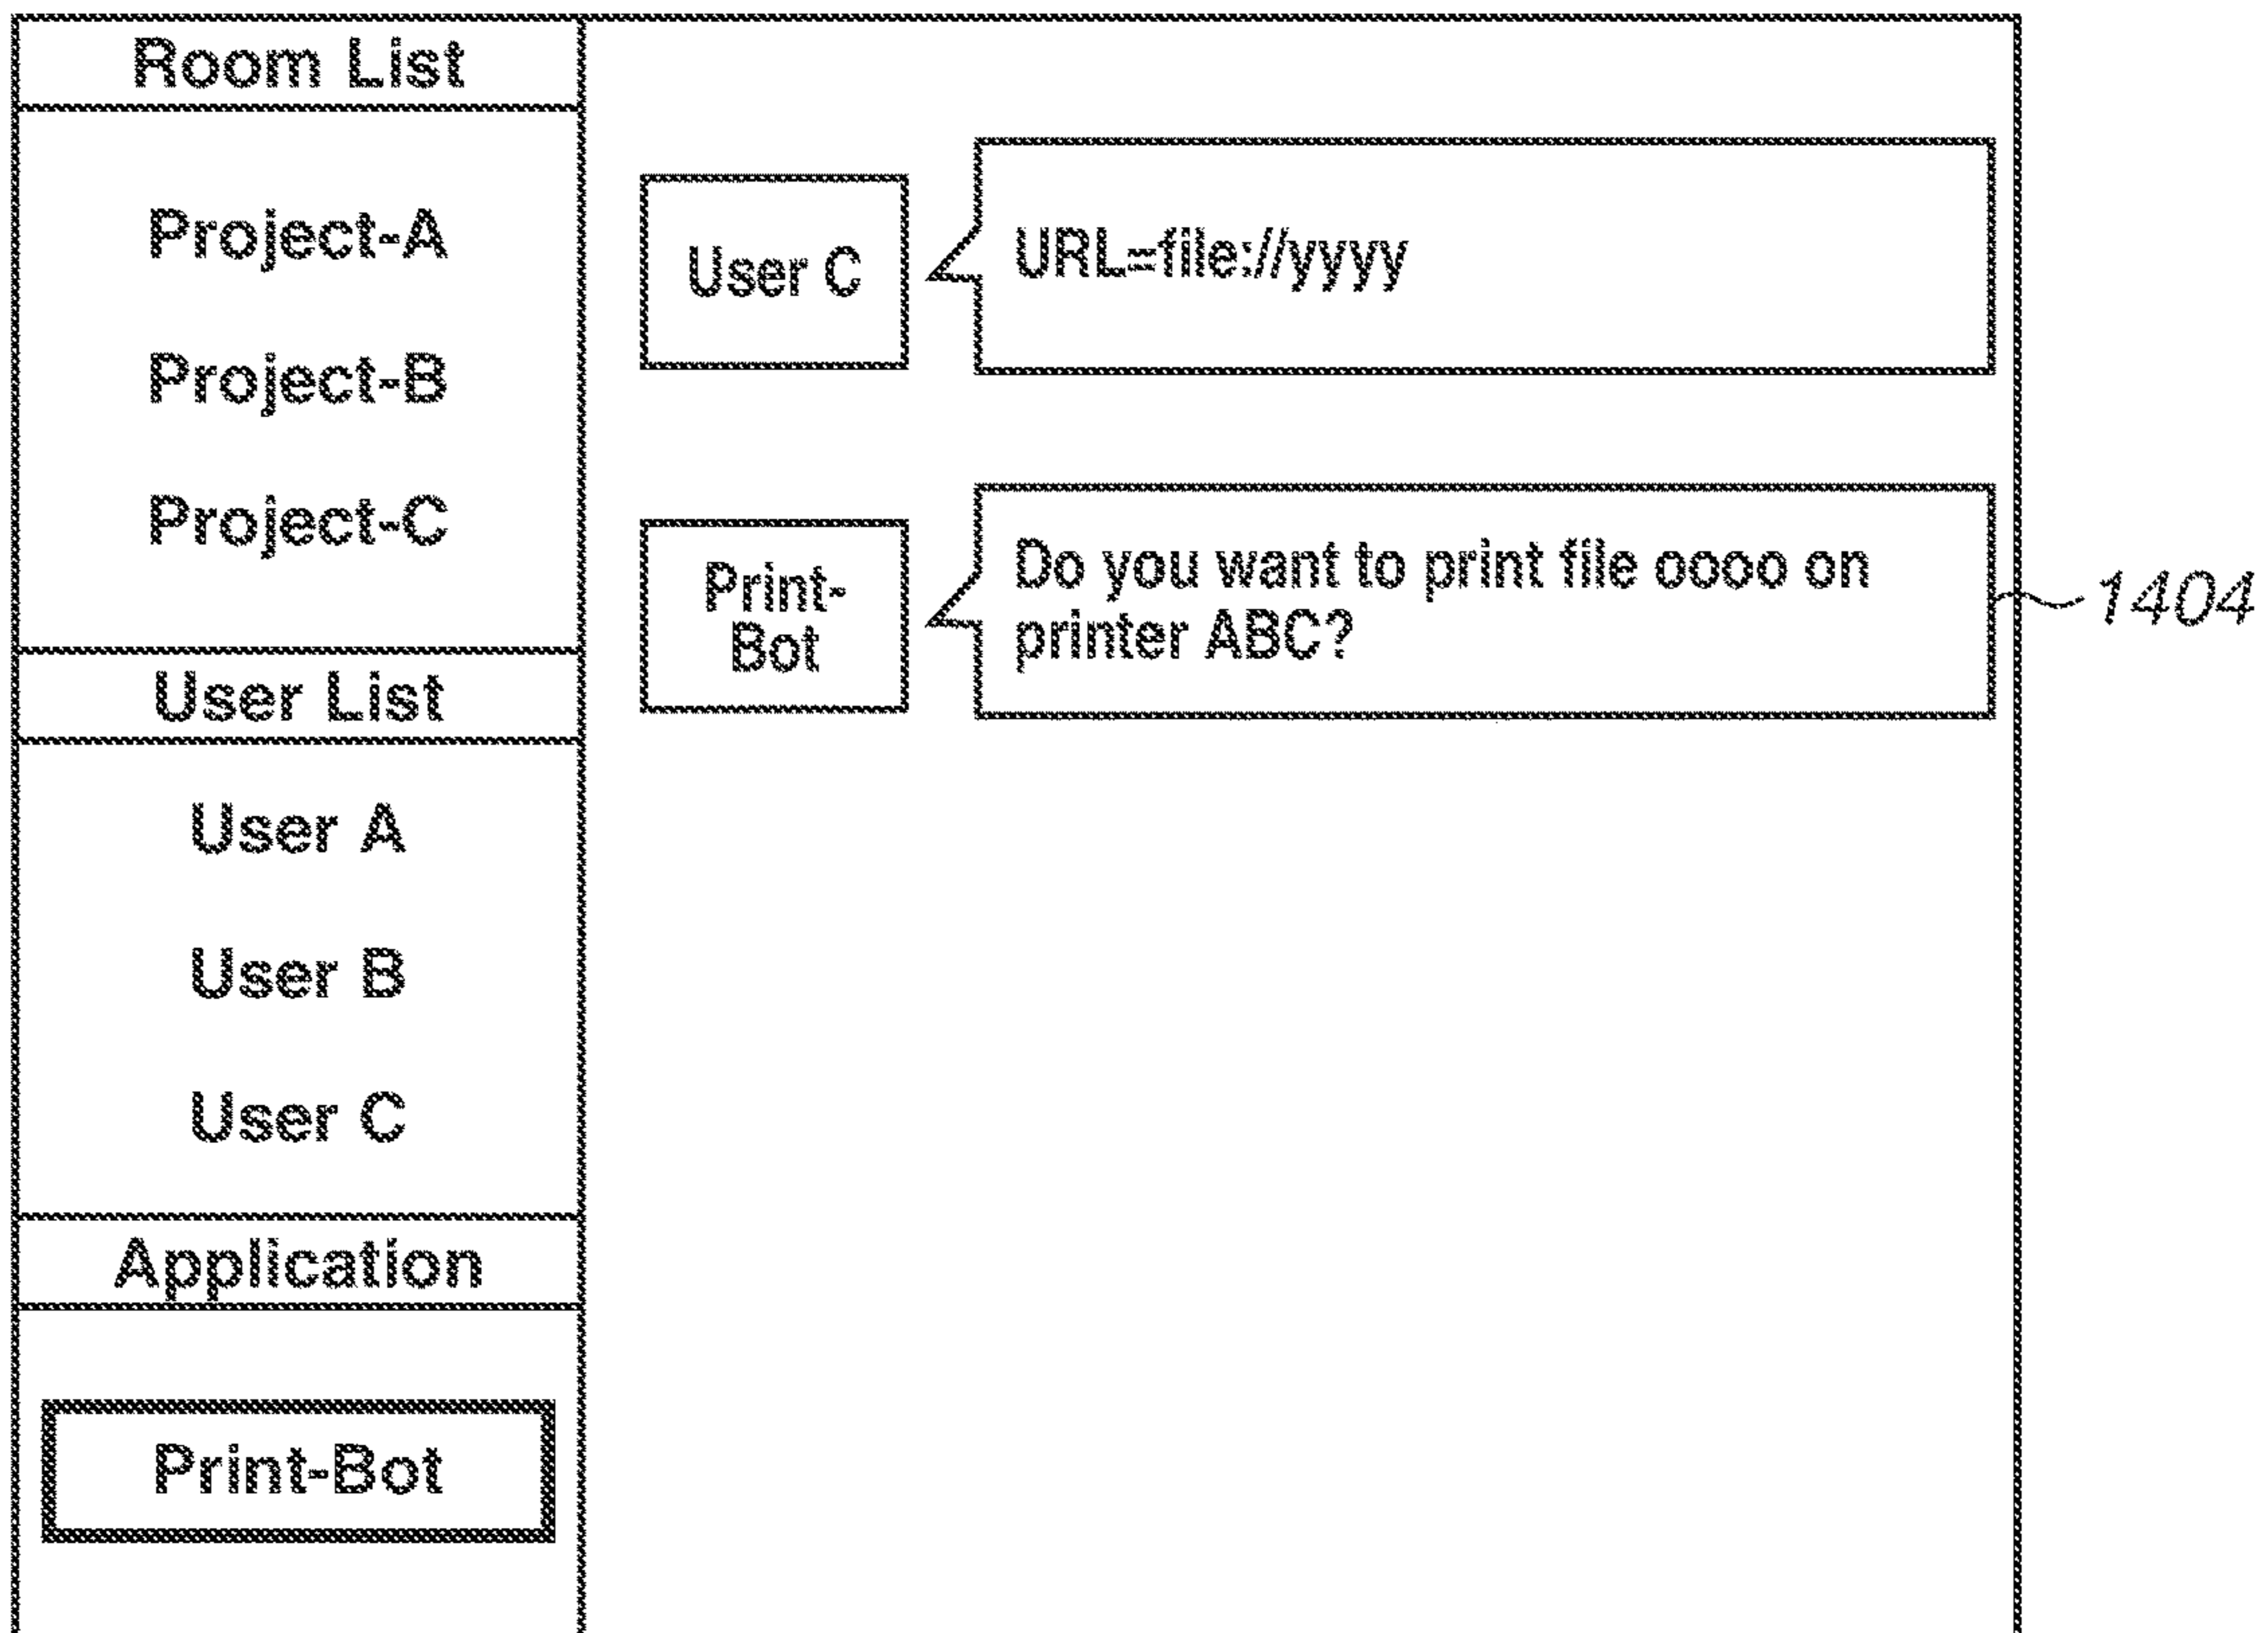 Room List
Project-A
Project-B
Project-C
User List
User A
User B
User C
Application
Print-Bot
User C
URL=file://yyyy
Print-
Bot
Do you want to print file oooo on
printer ABC?
1404